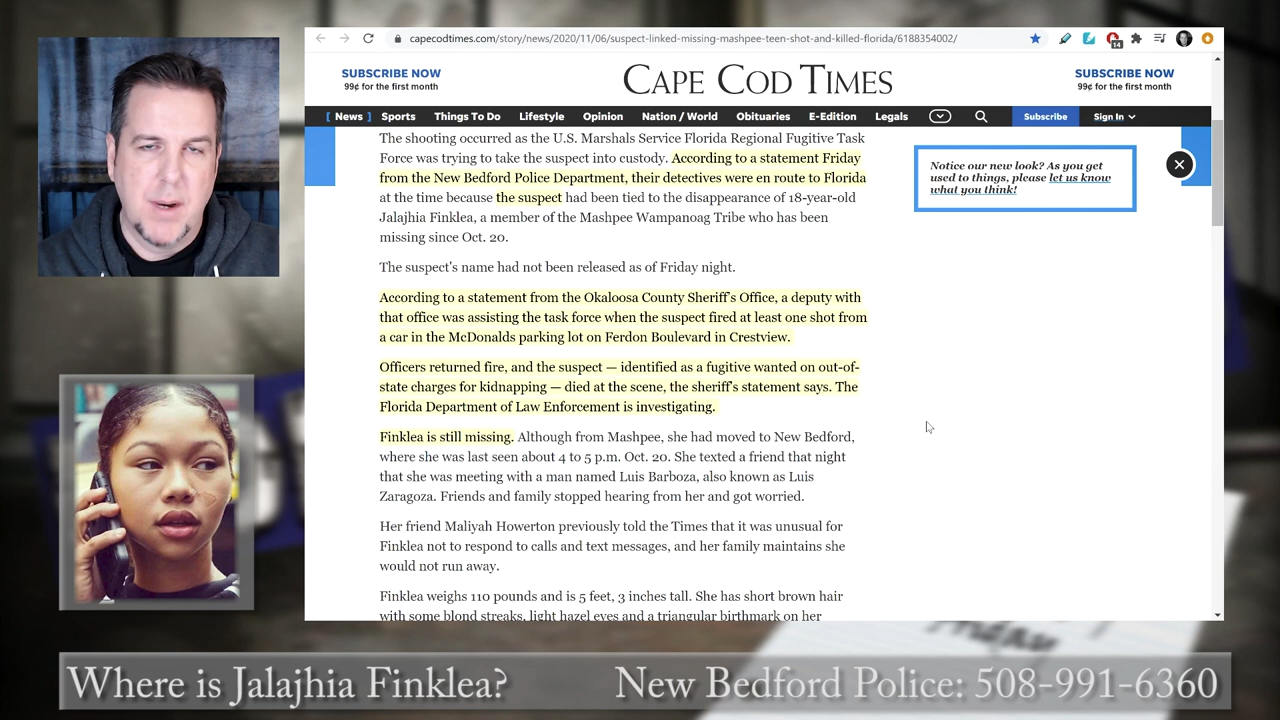 capecodtimes.com/story/news/2020/11/06/suspect-linked-missing-mashpee-teen-shot-and-killed-florida/6188354002/
14
SUBSCRIBE NOW
99¢ for the first month
CAPE COD TIMES
SUBSCRIBE NOW
99¢ for the first month
[ News ] Sports Things To Do Lifestyle Opinion Nation / World Obituaries E-Edition Legals Subscribe Sign In
The shooting occurred as the U.S. Marshals Service Florida Regional Fugitive Task
Force was trying to take the suspect into custody. According to a statement Friday
from the New Bedford Police Department, their detectives were en route to Florida
at the time because the suspect had been tied to the disappearance of 18-year-old
Jalajhia Finklea, a member of the Mashpee Wampanoag Tribe who has been
missing since Oct. 20.
The suspect's name had not been released as of Friday night.
According to a statement from the Okaloosa County Sheriff's Office, a deputy with
that office was assisting the task force when the suspect fired at least one shot from
a car in the McDonalds parking lot on Ferdon Boulevard in Crestview.
Officers returned fire, and the suspect — identified as a fugitive wanted on out-of-
state charges for kidnapping — died at the scene, the sheriff's statement says. The
Florida Department of Law Enforcement is investigating.
Finklea is still missing. Although from Mashpee, she had moved to New Bedford,
where she was last seen about 4 to 5 p.m. Oct. 20. She texted a friend that night
that she was meeting with a man named Luis Barboza, also known as Luis
Zaragoza. Friends and family stopped hearing from her and got worried.
Her friend Maliyah Howerton previously told the Times that it was unusual for
Finklea not to respond to calls and text messages, and her family maintains she
would not run away.
Finklea weighs 110 pounds and is 5 feet, 3 inches tall. She has short brown hair
with some blond streaks, light hazel eyes and a triangular birthmark on her
Notice our new look? As you get
used to things, please let us know
what you think!
Where is Jalajhia Finklea? New Bedford Police: 508-991-6360